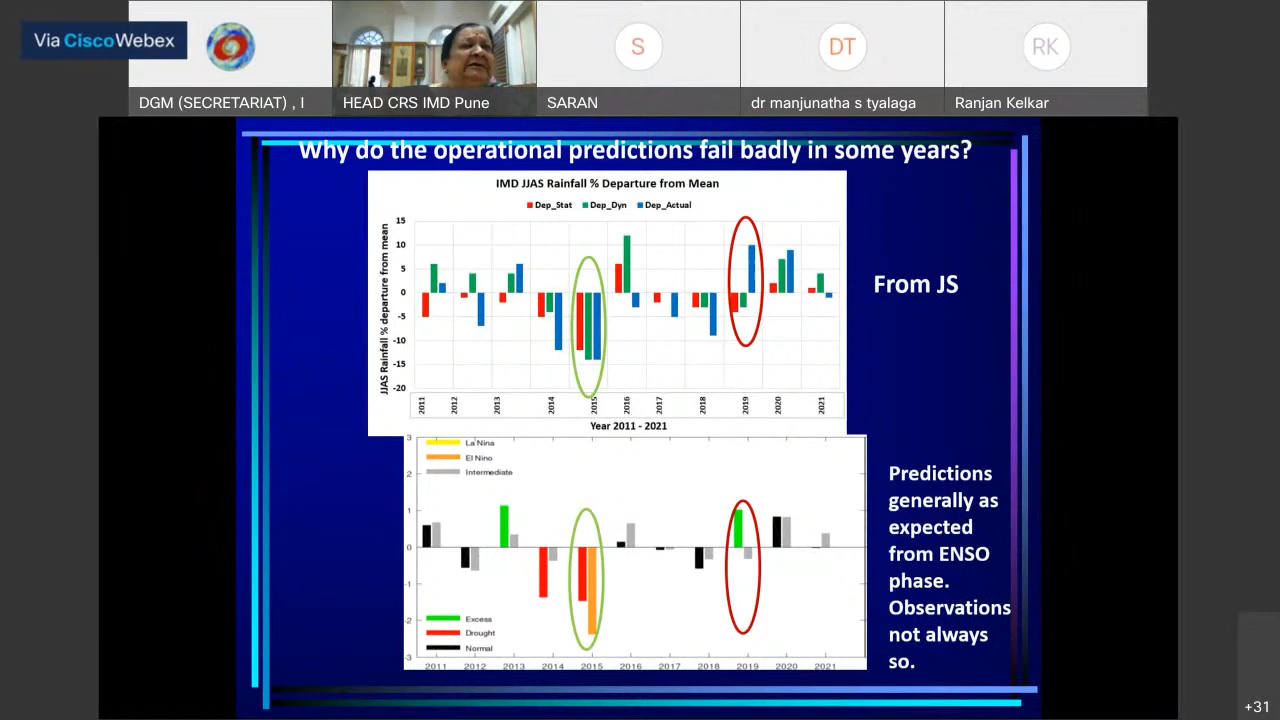 Via Cisco Webex
DGM (SECRETARIAT) , I
HEAD CRS IMD Pune
S
SARAN
DT
dr manjunatha s tyalaga
RK
Ranjan Kelkar
Why do the operational predictions fail badly in some years?
IMD JJAS Rainfall % Departure from Mean
Dep_Stat Dep_Dyn Dep_Actual
JJAS Rainfall % departure from mean
15
10
5
0
-5
-10
-15
-20
2011 2012 2013 2014 2015 2016 2017 2018 2019 2020 2021
Year 2011 - 2021
From JS
3
2
1
0
-1
-2
-3
La Nina
El Nino
Intermediate
Excess
Drought
Normal
2011 2012 2013 2014 2015 2016 2017 2018 2019 2020 2021
Predictions
generally as
expected
from ENSO
phase.
Observations
not always
so.
+31